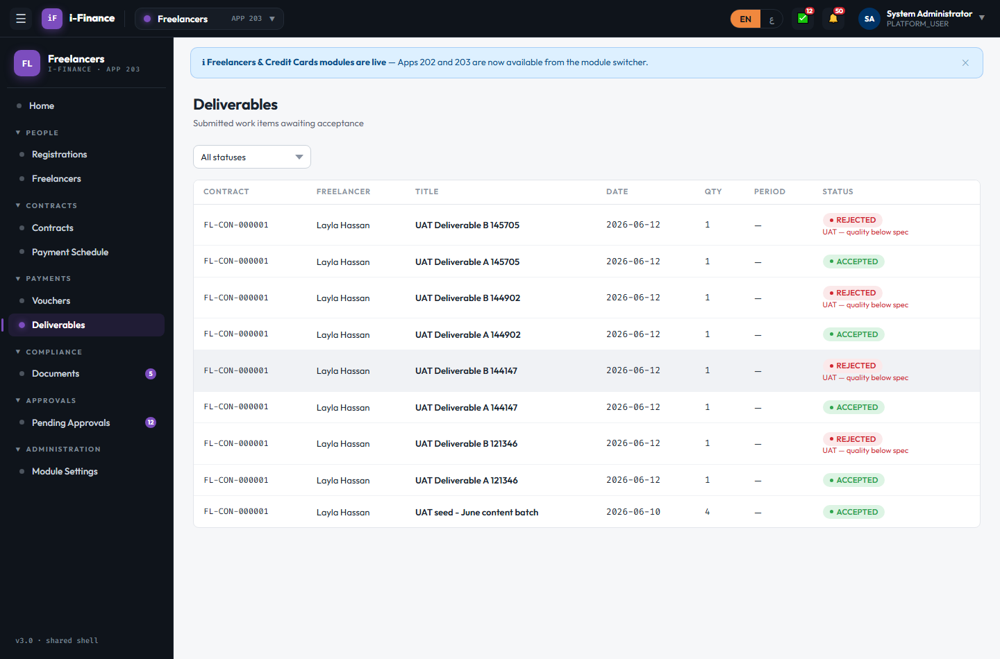 ☰ iF i-Finance Freelancers APP 203 ▼ EN ع 12 50 SA System Administrator ▼
PLATFORM_USER
FL Freelancers
I-FINANCE · APP 203
Home
▼ PEOPLE
Registrations
Freelancers
▼ CONTRACTS
Contracts
Payment Schedule
▼ PAYMENTS
Vouchers
Deliverables
▼ COMPLIANCE
Documents 5
▼ APPROVALS
Pending Approvals 12
▼ ADMINISTRATION
Module Settings
v3.0 · shared shell
ℹ Freelancers & Credit Cards modules are live — Apps 202 and 203 are now available from the module switcher. ×
Deliverables
Submitted work items awaiting acceptance
All statuses
CONTRACT FREELANCER TITLE DATE QTY PERIOD STATUS
FL-CON-000001 Layla Hassan UAT Deliverable B 145705 2026-06-12 1 — REJECTED
UAT — quality below spec
FL-CON-000001 Layla Hassan UAT Deliverable A 145705 2026-06-12 1 — ACCEPTED
FL-CON-000001 Layla Hassan UAT Deliverable B 144902 2026-06-12 1 — REJECTED
UAT — quality below spec
FL-CON-000001 Layla Hassan UAT Deliverable A 144902 2026-06-12 1 — ACCEPTED
FL-CON-000001 Layla Hassan UAT Deliverable B 144147 2026-06-12 1 — REJECTED
UAT — quality below spec
FL-CON-000001 Layla Hassan UAT Deliverable A 144147 2026-06-12 1 — ACCEPTED
FL-CON-000001 Layla Hassan UAT Deliverable B 121346 2026-06-12 1 — REJECTED
UAT — quality below spec
FL-CON-000001 Layla Hassan UAT Deliverable A 121346 2026-06-12 1 — ACCEPTED
FL-CON-000001 Layla Hassan UAT seed - June content batch 2026-06-10 4 — ACCEPTED